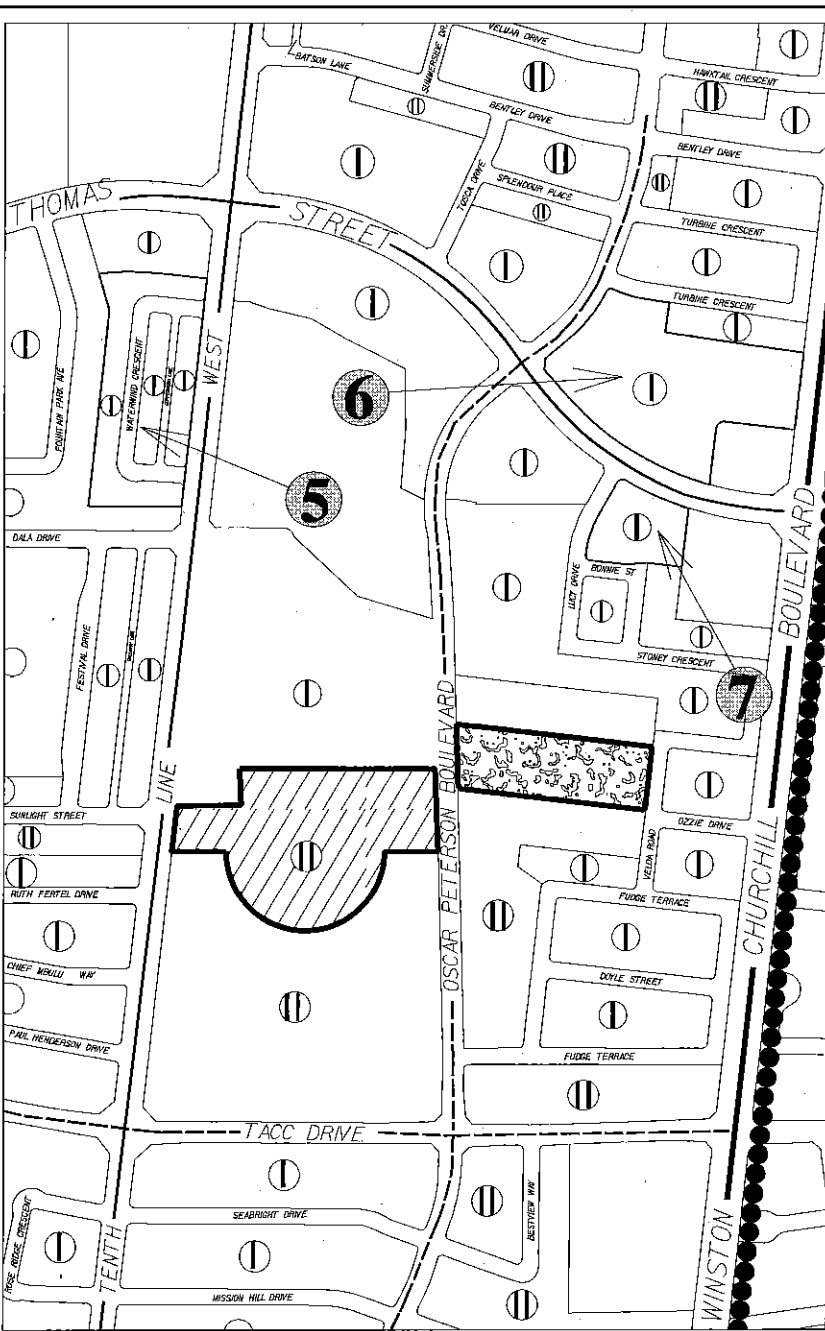 VELMAR DRIVE
SUMMERSIDE DR.
BATSON LANE
HAWKTAIL CRESCENT
BENTLEY DRIVE
BENTLEY DRIVE
TOSCA DRIVE
SPLENDOUR PLACE
THOMAS STREET
TURBINE CRESCENT
TURBINE CRESCENT
FOUNTAIN PARK AVE
WATERWIND CRESCENT
WEST
6
5
DALA DRIVE
BOULEVARD
LUCY DRIVE
BONNIE ST
STONEY CRESCENT
7
FESTIVAL DRIVE
LINE
OSCAR PETERSON BOULEVARD
SUNLIGHT STREET
OZZIE DRIVE
VELDA ROAD
RUTH FERTEL DRIVE
FUDGE TERRACE
CHURCHILL
CHIEF MBULU WAY
DOYLE STREET
PAUL HENDERSON DRIVE
FUDGE TERRACE
TACC DRIVE
BESTVIEW WAY
ROSE RIDGE CRESCENT
SEABRIGHT DRIVE
TENTH
MISSION HILL DRIVE
WINSTON